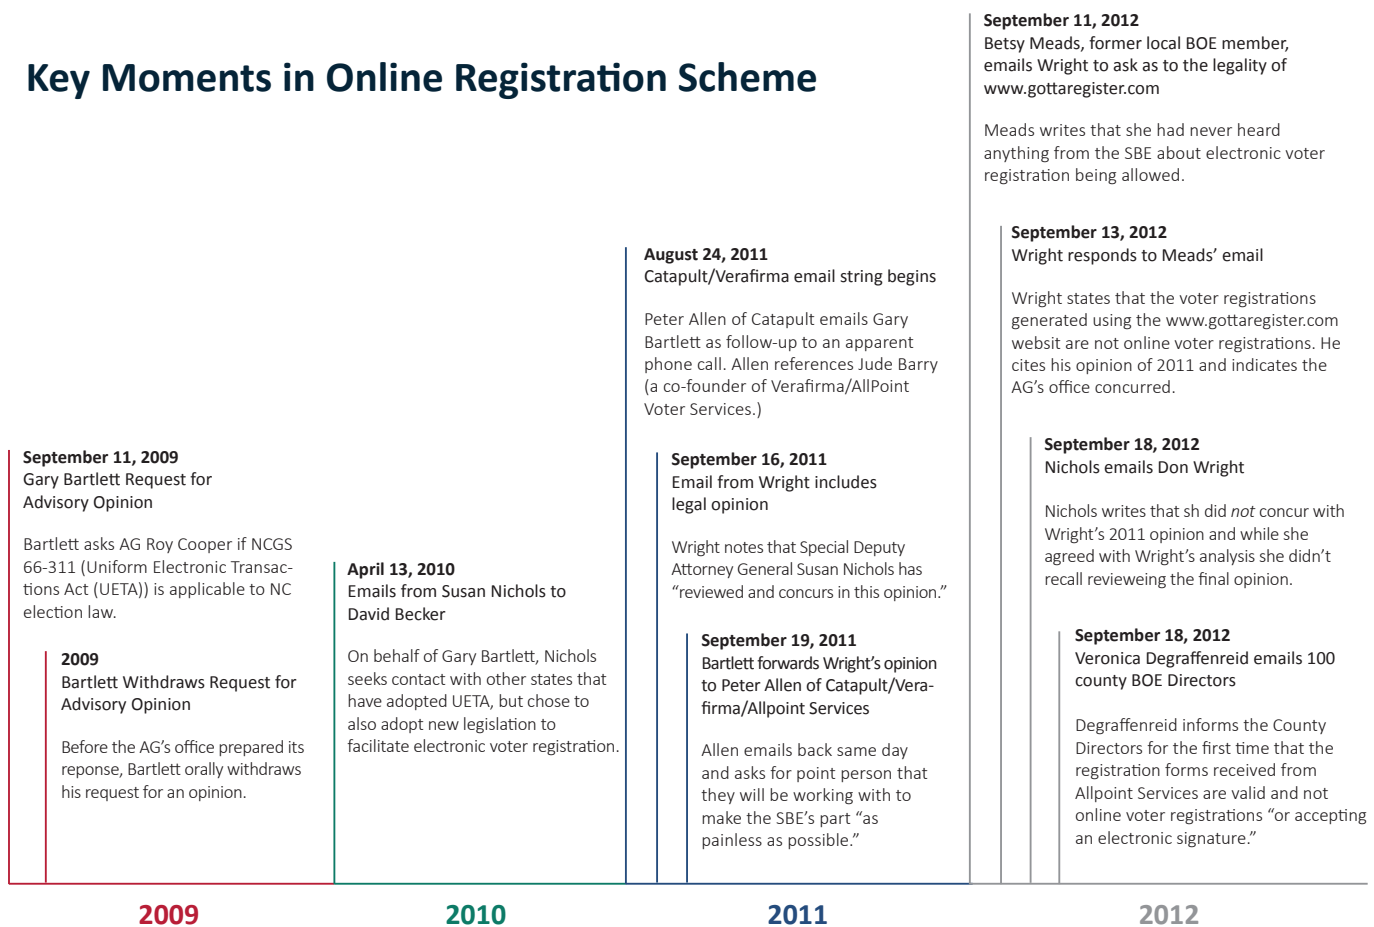 Key Moments in Online Registration Scheme
September 11, 2009
Gary Bartlett Request for
Advisory Opinion
Bartlett asks AG Roy Cooper if NCGS
66-311 (Uniform Electronic Transac-
tions Act (UETA)) is applicable to NC
election law.
2009
Bartlett Withdraws Request for
Advisory Opinion
Before the AG’s office prepared its
reponse, Bartlett orally withdraws
his request for an opinion.
April 13, 2010
Emails from Susan Nichols to
David Becker
On behalf of Gary Bartlett, Nichols
seeks contact with other states that
have adopted UETA, but chose to
also adopt new legislation to
facilitate electronic voter registration.
August 24, 2011
Catapult/Verafirma email string begins
Peter Allen of Catapult emails Gary
Bartlett as follow-up to an apparent
phone call. Allen references Jude Barry
(a co-founder of Verafirma/AllPoint
Voter Services.)
September 16, 2011
Email from Wright includes
legal opinion
Wright notes that Special Deputy
Attorney General Susan Nichols has
“reviewed and concurs in this opinion.”
September 19, 2011
Bartlett forwards Wright’s opinion
to Peter Allen of Catapult/Vera-
firma/Allpoint Services
Allen emails back same day
and asks for point person that
they will be working with to
make the SBE’s part “as
painless as possible.”
September 11, 2012
Betsy Meads, former local BOE member,
emails Wright to ask as to the legality of
www.gottaregister.com
Meads writes that she had never heard
anything from the SBE about electronic voter
registration being allowed.
September 13, 2012
Wright responds to Meads’ email
Wright states that the voter registrations
generated using the www.gottaregister.com
websit are not online voter registrations. He
cites his opinion of 2011 and indicates the
AG’s office concurred.
September 18, 2012
Nichols emails Don Wright
Nichols writes that sh did not concur with
Wright’s 2011 opinion and while she
agreed with Wright’s analysis she didn’t
recall revieweing the final opinion.
September 18, 2012
Veronica Degraffenreid emails 100
county BOE Directors
Degraffenreid informs the County
Directors for the first time that the
registration forms received from
Allpoint Services are valid and not
online voter registrations “or accepting
an electronic signature.”
2009
2010
2011
2012